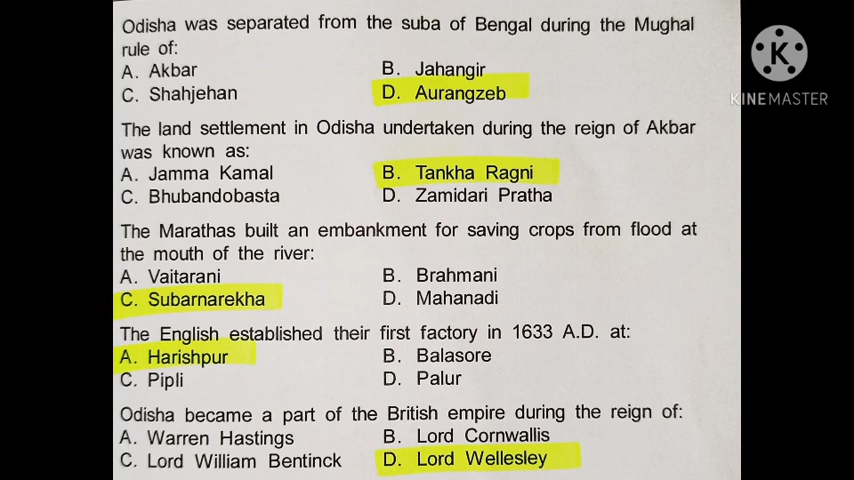 Odisha was separated from the suba of Bengal during the Mughal
rule of:
A. Akbar B. Jahangir
C. Shahjehan D. Aurangzeb
The land settlement in Odisha undertaken during the reign of Akbar
was known as:
A. Jamma Kamal B. Tankha Ragni
C. Bhubandobasta D. Zamidari Pratha
The Marathas built an embankment for saving crops from flood at
the mouth of the river:
A. Vaitarani B. Brahmani
C. Subarnarekha D. Mahanadi
The English established their first factory in 1633 A.D. at:
A. Harishpur B. Balasore
C. Pipli D. Palur
Odisha became a part of the British empire during the reign of:
A. Warren Hastings B. Lord Cornwallis
C. Lord William Bentinck D. Lord Wellesley
K
KINEMASTER